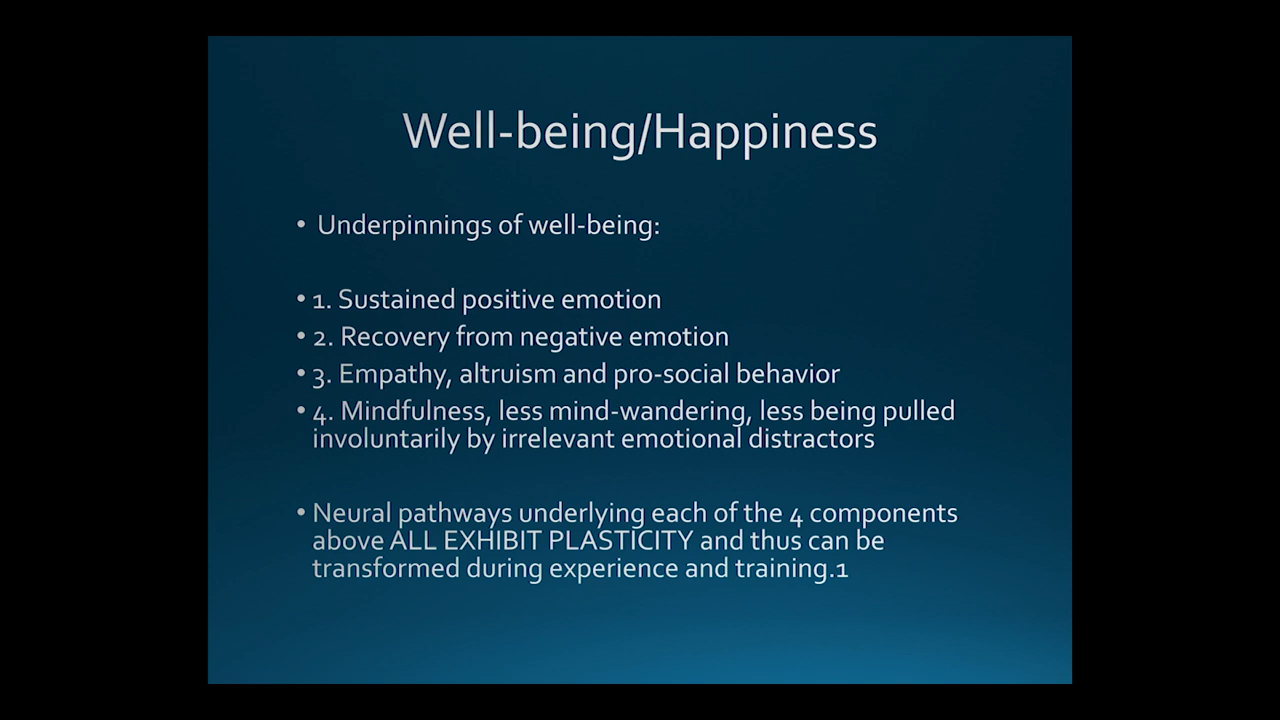 Well-being/Happiness
• Underpinnings of well-being:
• 1. Sustained positive emotion
• 2. Recovery from negative emotion
• 3. Empathy, altruism and pro-social behavior
• 4. Mindfulness, less mind-wandering, less being pulled
involuntarily by irrelevant emotional distractors
• Neural pathways underlying each of the 4 components
above ALL EXHIBIT PLASTICITY and thus can be
transformed during experience and training.1